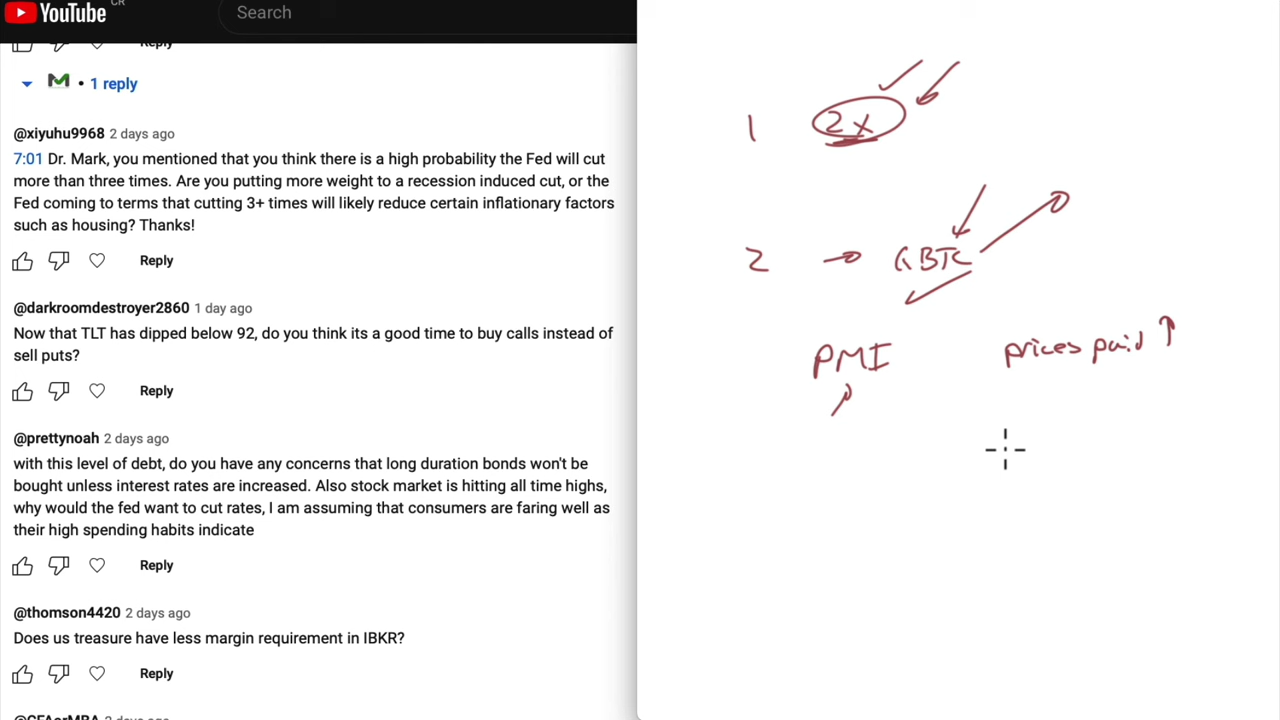 YouTube CR
Search
Reply
M • 1 reply
@xiyuhu9968 2 days ago
7:01 Dr. Mark, you mentioned that you think there is a high probability the Fed will cut
more than three times. Are you putting more weight to a recession induced cut, or the
Fed coming to terms that cutting 3+ times will likely reduce certain inflationary factors
such as housing? Thanks!
Reply
@darkroomdestroyer2860 1 day ago
Now that TLT has dipped below 92, do you think its a good time to buy calls instead of
sell puts?
Reply
@prettynoah 2 days ago
with this level of debt, do you have any concerns that long duration bonds won't be
bought unless interest rates are increased. Also stock market is hitting all time highs,
why would the fed want to cut rates, I am assuming that consumers are faring well as
their high spending habits indicate
Reply
@thomson4420 2 days ago
Does us treasure have less margin requirement in IBKR?
Reply
@CFAorMBA 2 days ago
1 2x
2 → GBTC
PMI prices paid ↑